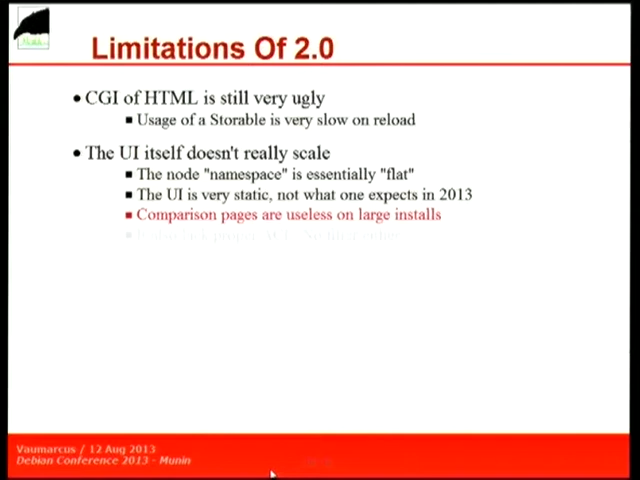 Limitations Of 2.0
CGI of HTML is still very ugly
Usage of a Storable is very slow on reload
The UI itself doesn't really scale
The node "namespace" is essentially "flat"
The UI is very static, not what one expects in 2013
Comparison pages are useless on large installs
Vaumarcus / 12 Aug 2013
Debian Conference 2013 - Munin